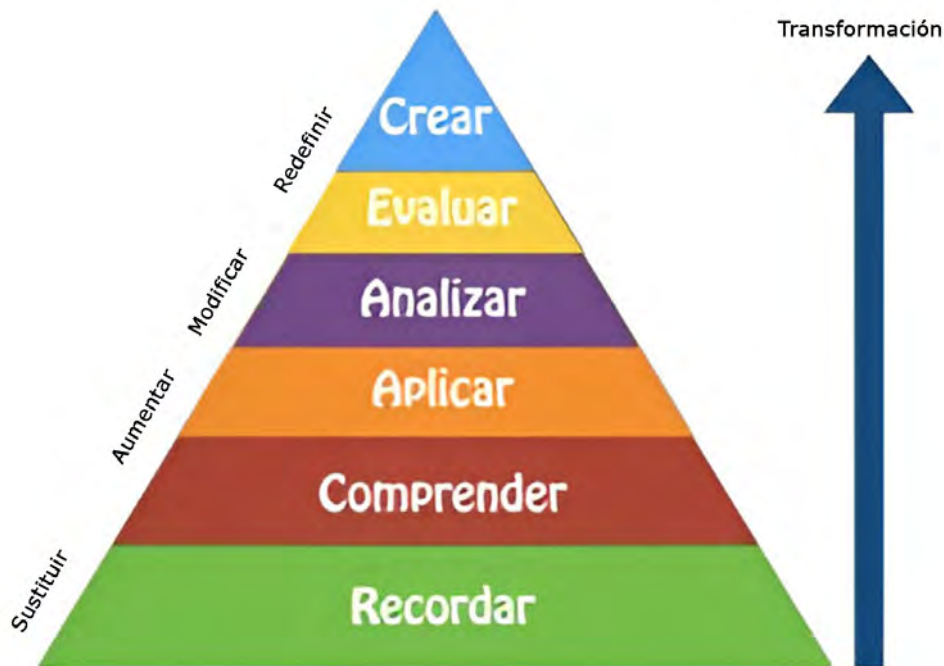 Transformación
Crear
Redefinir
Evaluar
Modificar
Analizar
Aumentar
Aplicar
Comprender
Sustituir
Recordar